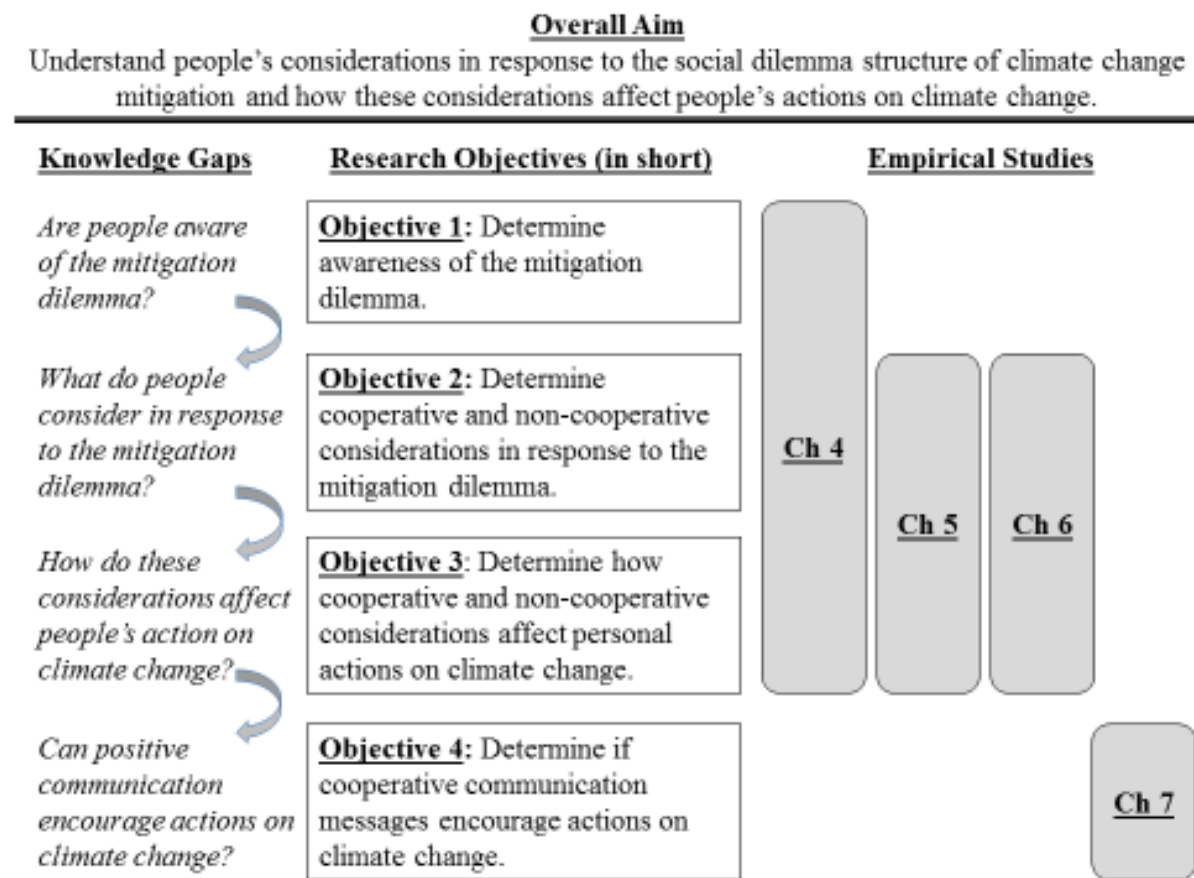 Overall Aim
Understand people’s considerations in response to the social dilemma structure of climate change
mitigation and how these considerations affect people’s actions on climate change.
Knowledge Gaps
Research Objectives (in short)
Empirical Studies
Are people aware
of the mitigation
dilemma?
Objective 1: Determine
awareness of the mitigation
dilemma.
What do people
consider in response
to the mitigation
dilemma?
Objective 2: Determine
cooperative and non-cooperative
considerations in response to the
mitigation dilemma.
How do these
considerations affect
people’s action on
climate change?
Objective 3: Determine how
cooperative and non-cooperative
considerations affect personal
actions on climate change.
Can positive
communication
encourage actions on
climate change?
Objective 4: Determine if
cooperative communication
messages encourage actions on
climate change.
Ch 4
Ch 5
Ch 6
Ch 7